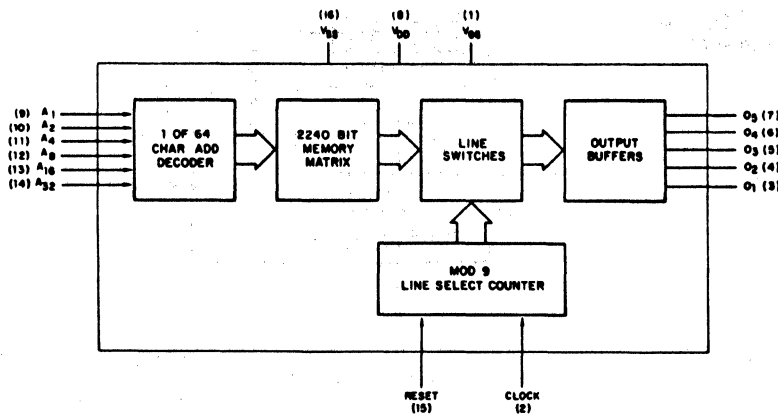 (16) (8) (1)
VSS VDD VGG
(9) A1
(10) A2
(11) A4
(12) A8
(13) A16
(14) A32
1 OF 64
CHAR ADD
DECODER
2240 BIT
MEMORY
MATRIX
LINE
SWITCHES
OUTPUT
BUFFERS
O5 (7)
O4 (6)
O3 (5)
O2 (4)
O1 (3)
MOD 9
LINE SELECT COUNTER
RESET
(15)
CLOCK
(2)